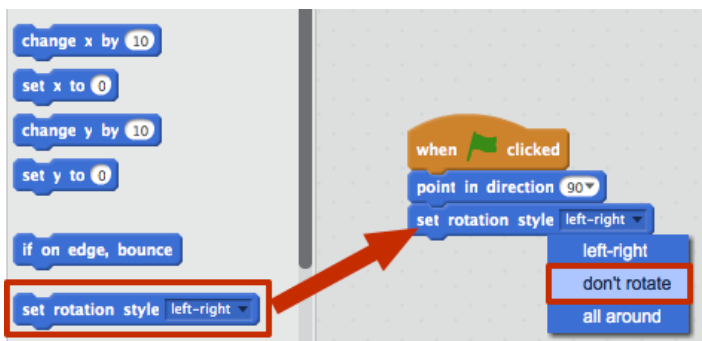 change x by 10
set x to 0
change y by 10
set y to 0
if on edge, bounce
set rotation style left-right
when clicked
point in direction 90
set rotation style left-right
left-right
don't rotate
all around